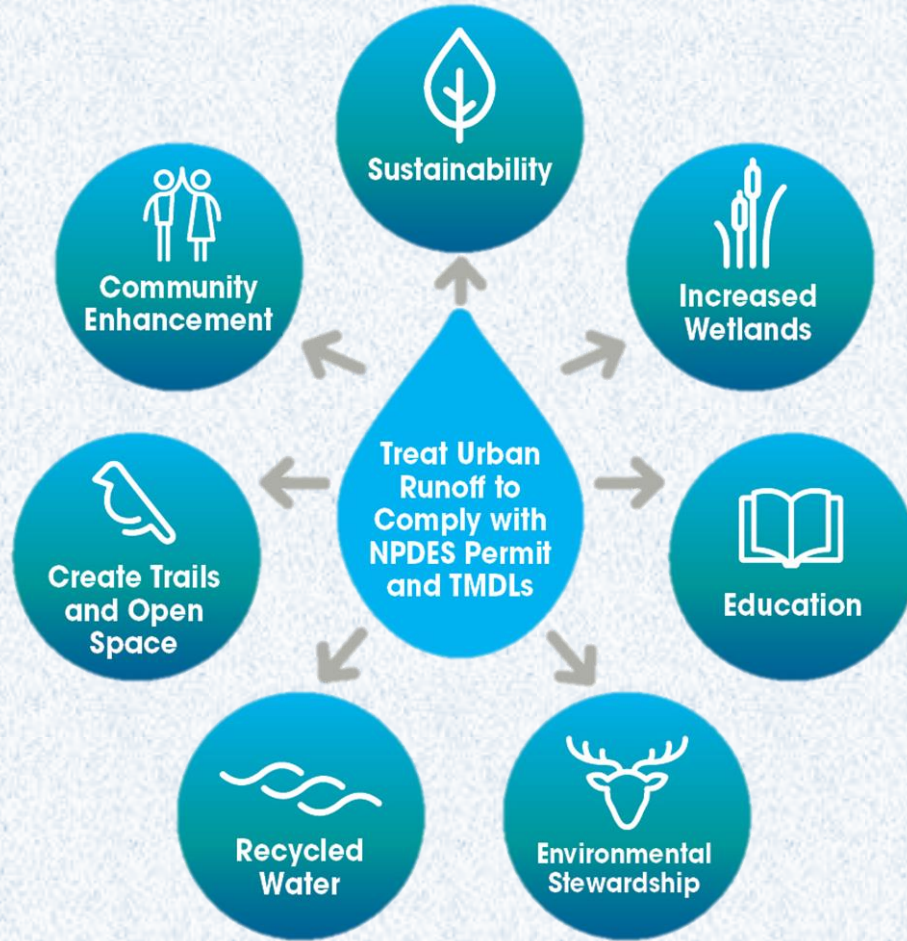 Sustainability
Increased
Wetlands
Education
Environmental
Stewardship
Recycled
Water
Create Trails
and Open
Space
Community
Enhancement
Treat Urban
Runoff to
Comply with
NPDES Permit
and TMDLs